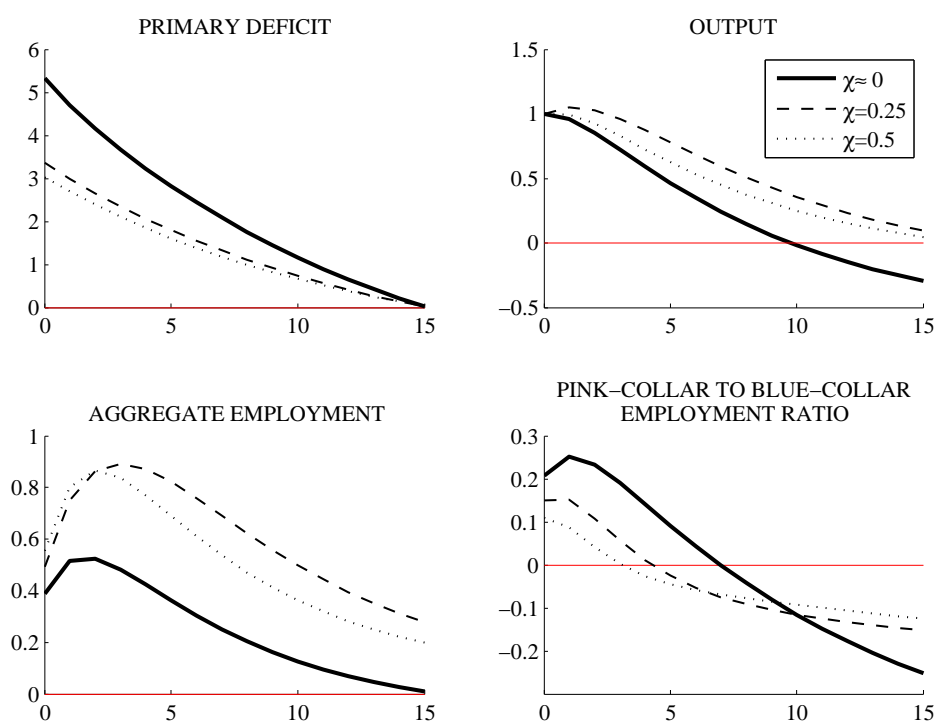 PRIMARY DEFICIT
6
5
4
3
2
1
0
0 5 10 15
OUTPUT
1.5
1
0.5
0
−0.5
0 5 10 15
χ≈ 0
χ=0.25
χ=0.5
AGGREGATE EMPLOYMENT
1
0.8
0.6
0.4
0.2
0
0 5 10 15
PINK−COLLAR TO BLUE−COLLAR
EMPLOYMENT RATIO
0.3
0.2
0.1
0
−0.1
−0.2
0 5 10 15